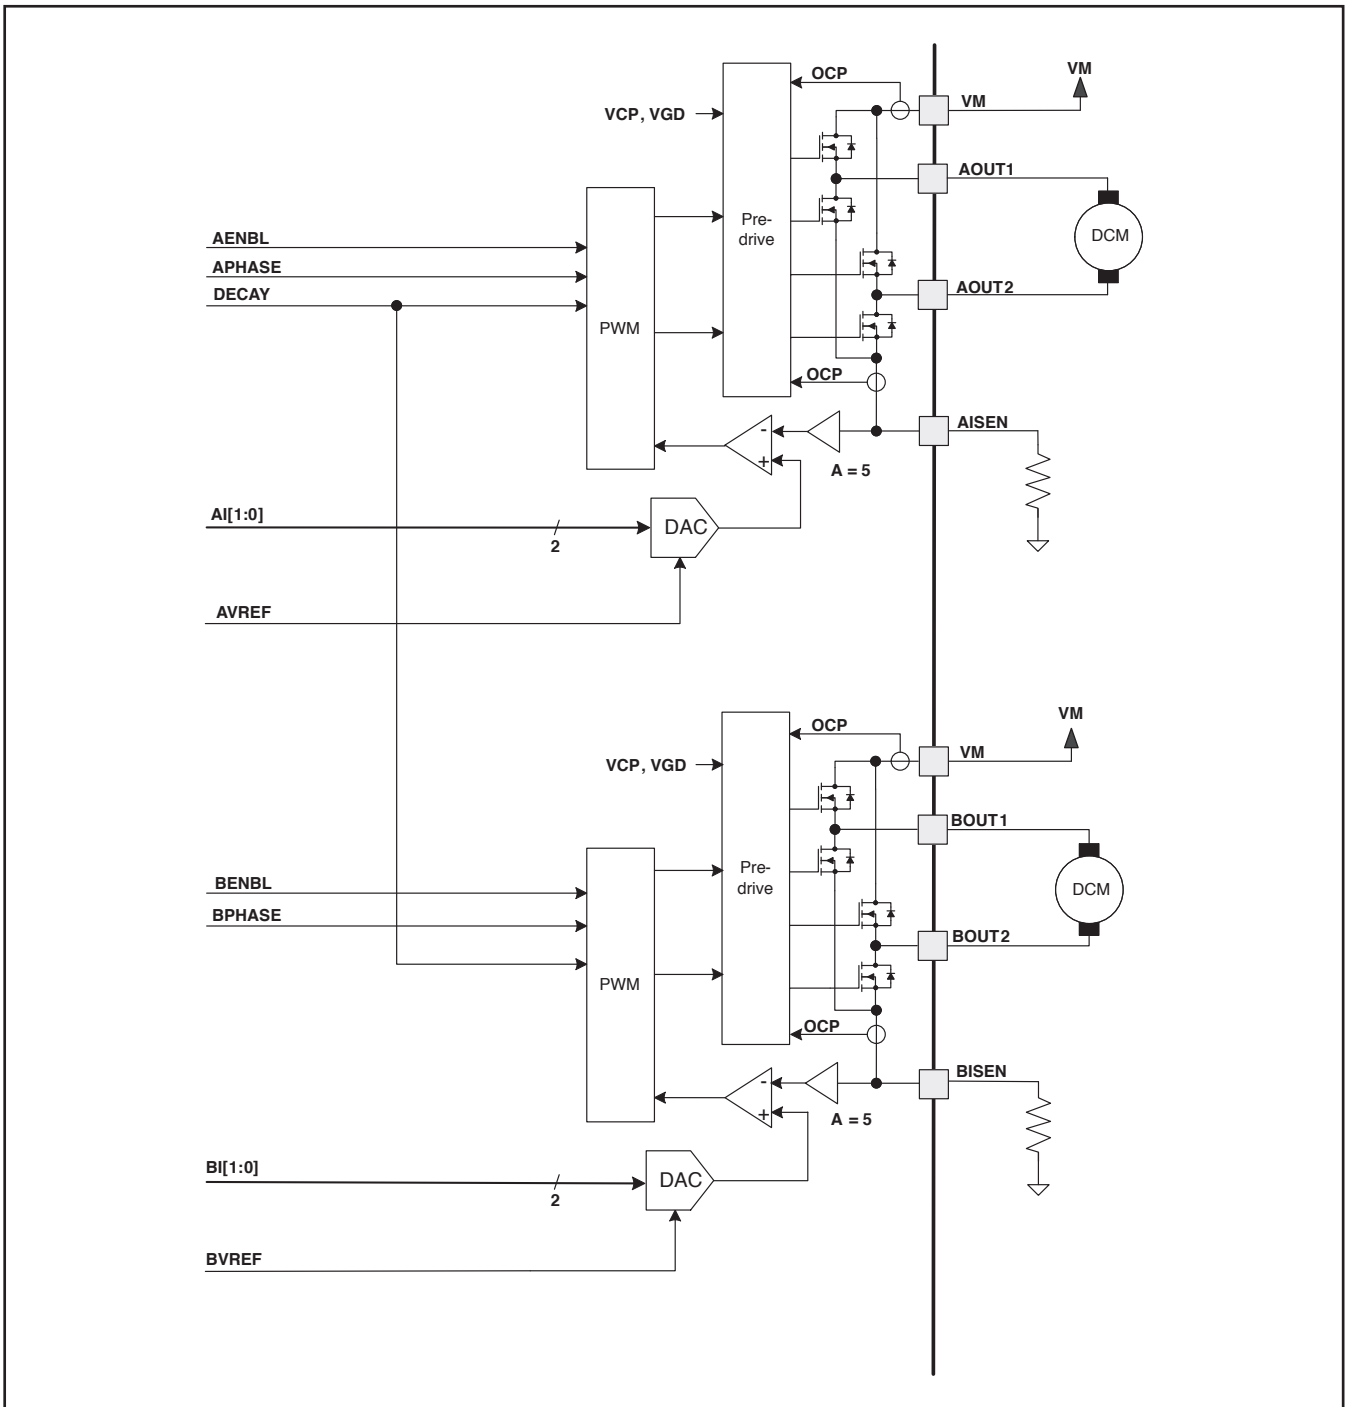 OCP
VM
VCP, VGD
VM
AOUT1
Pre-
drive
DCM
AENBL
APHASE
DECAY
AOUT2
PWM
OCP
AISEN
-
+
A = 5
AI[1:0]
2
DAC
AVREF
VM
OCP
VM
VCP, VGD
BOUT1
Pre-
drive
DCM
BENBL
BPHASE
BOUT2
PWM
OCP
BISEN
-
+
A = 5
BI[1:0]
2
DAC
BVREF